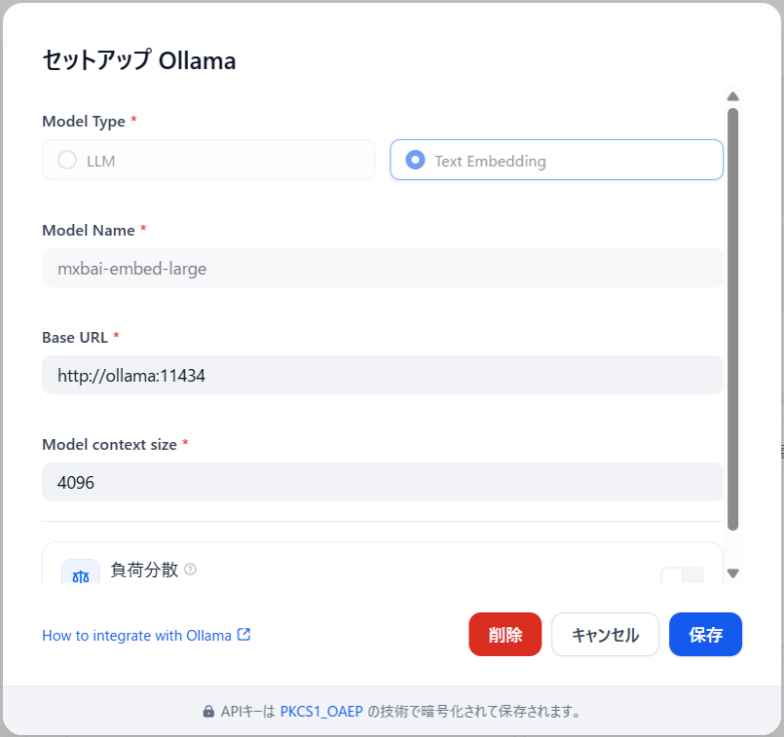 セットアップ Ollama
Model Type *
LLM
Text Embedding
Model Name *
mxbai-embed-large
Base URL *
http://ollama:11434
Model context size *
4096
負荷分散
How to integrate with Ollama
削除
キャンセル
保存
APIキーは PKCS1_OAEP の技術で暗号化されて保存されます。